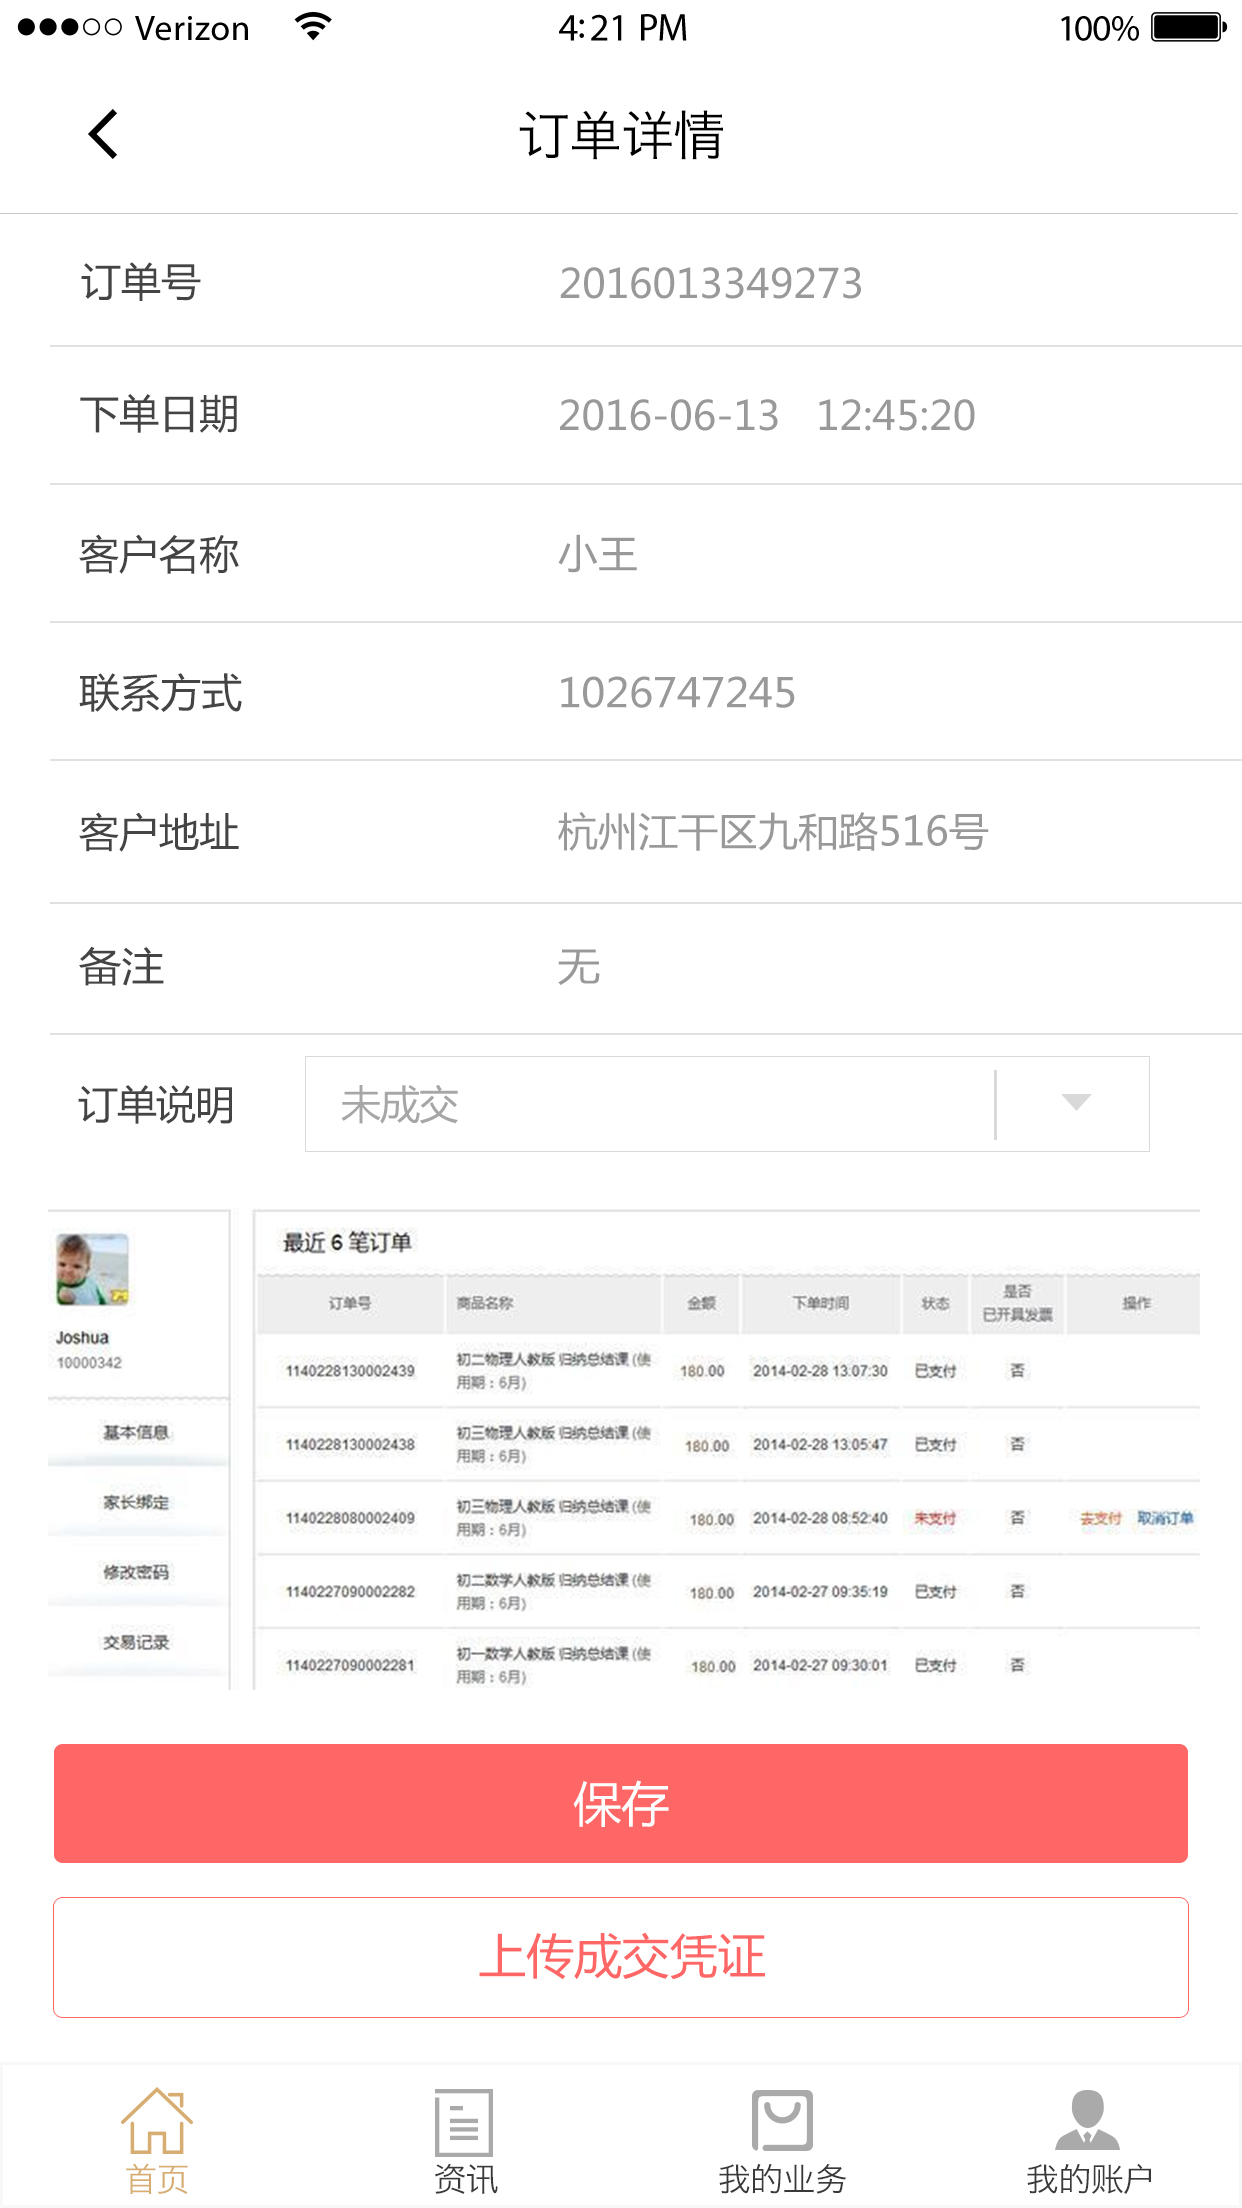 Verizon 4:21 PM 100%
订单详情
订单号 2016013349273
下单日期 2016-06-13 12:45:20
客户名称 小王
联系方式 1026747245
客户地址 杭州江干区九和路516号
备注 无
订单说明 未成交
Joshua
10000342
基本信息
家长绑定
修改密码
交易记录
最近 6 笔订单
订单号 商品名称 金额 下单时间 状态 是否 操作
已开具发票
1140228130002439 初二物理人教版 归纳总结课 (使 180.00 2014-02-28 13:07:30 已支付 否
用期：6月)
1140228130002438 初三物理人教版 归纳总结课 (使 180.00 2014-02-28 13:05:47 已支付 否
用期：6月)
1140228080002409 初三物理人教版 归纳总结课 (使 180.00 2014-02-28 08:52:40 未支付 否 去支付 取消订单
用期：6月)
1140227090002282 初二数学人教版 归纳总结课 (使 180.00 2014-02-27 09:35:19 已支付 否
用期：6月)
1140227090002281 初一数学人教版 归纳总结课 (使 180.00 2014-02-27 09:30:01 已支付 否
用期：6月)
保存
上传成交凭证
首页 资讯 我的业务 我的账户